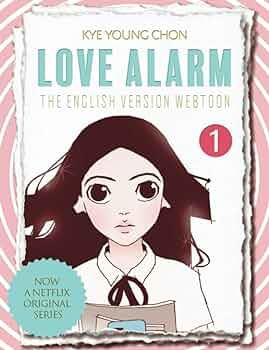 KYE YOUNG CHON
LOVE ALARM
THE ENGLISH VERSION WEBTOON
1
NOW
A NETFLIX
ORIGINAL
SERIES